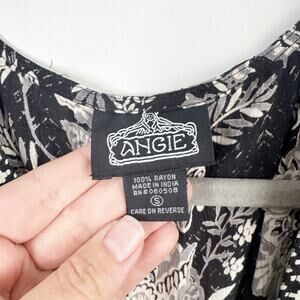 ANGIE
100% RAYON
MADE IN INDIA
RN#060508
S
CARE ON REVERSE